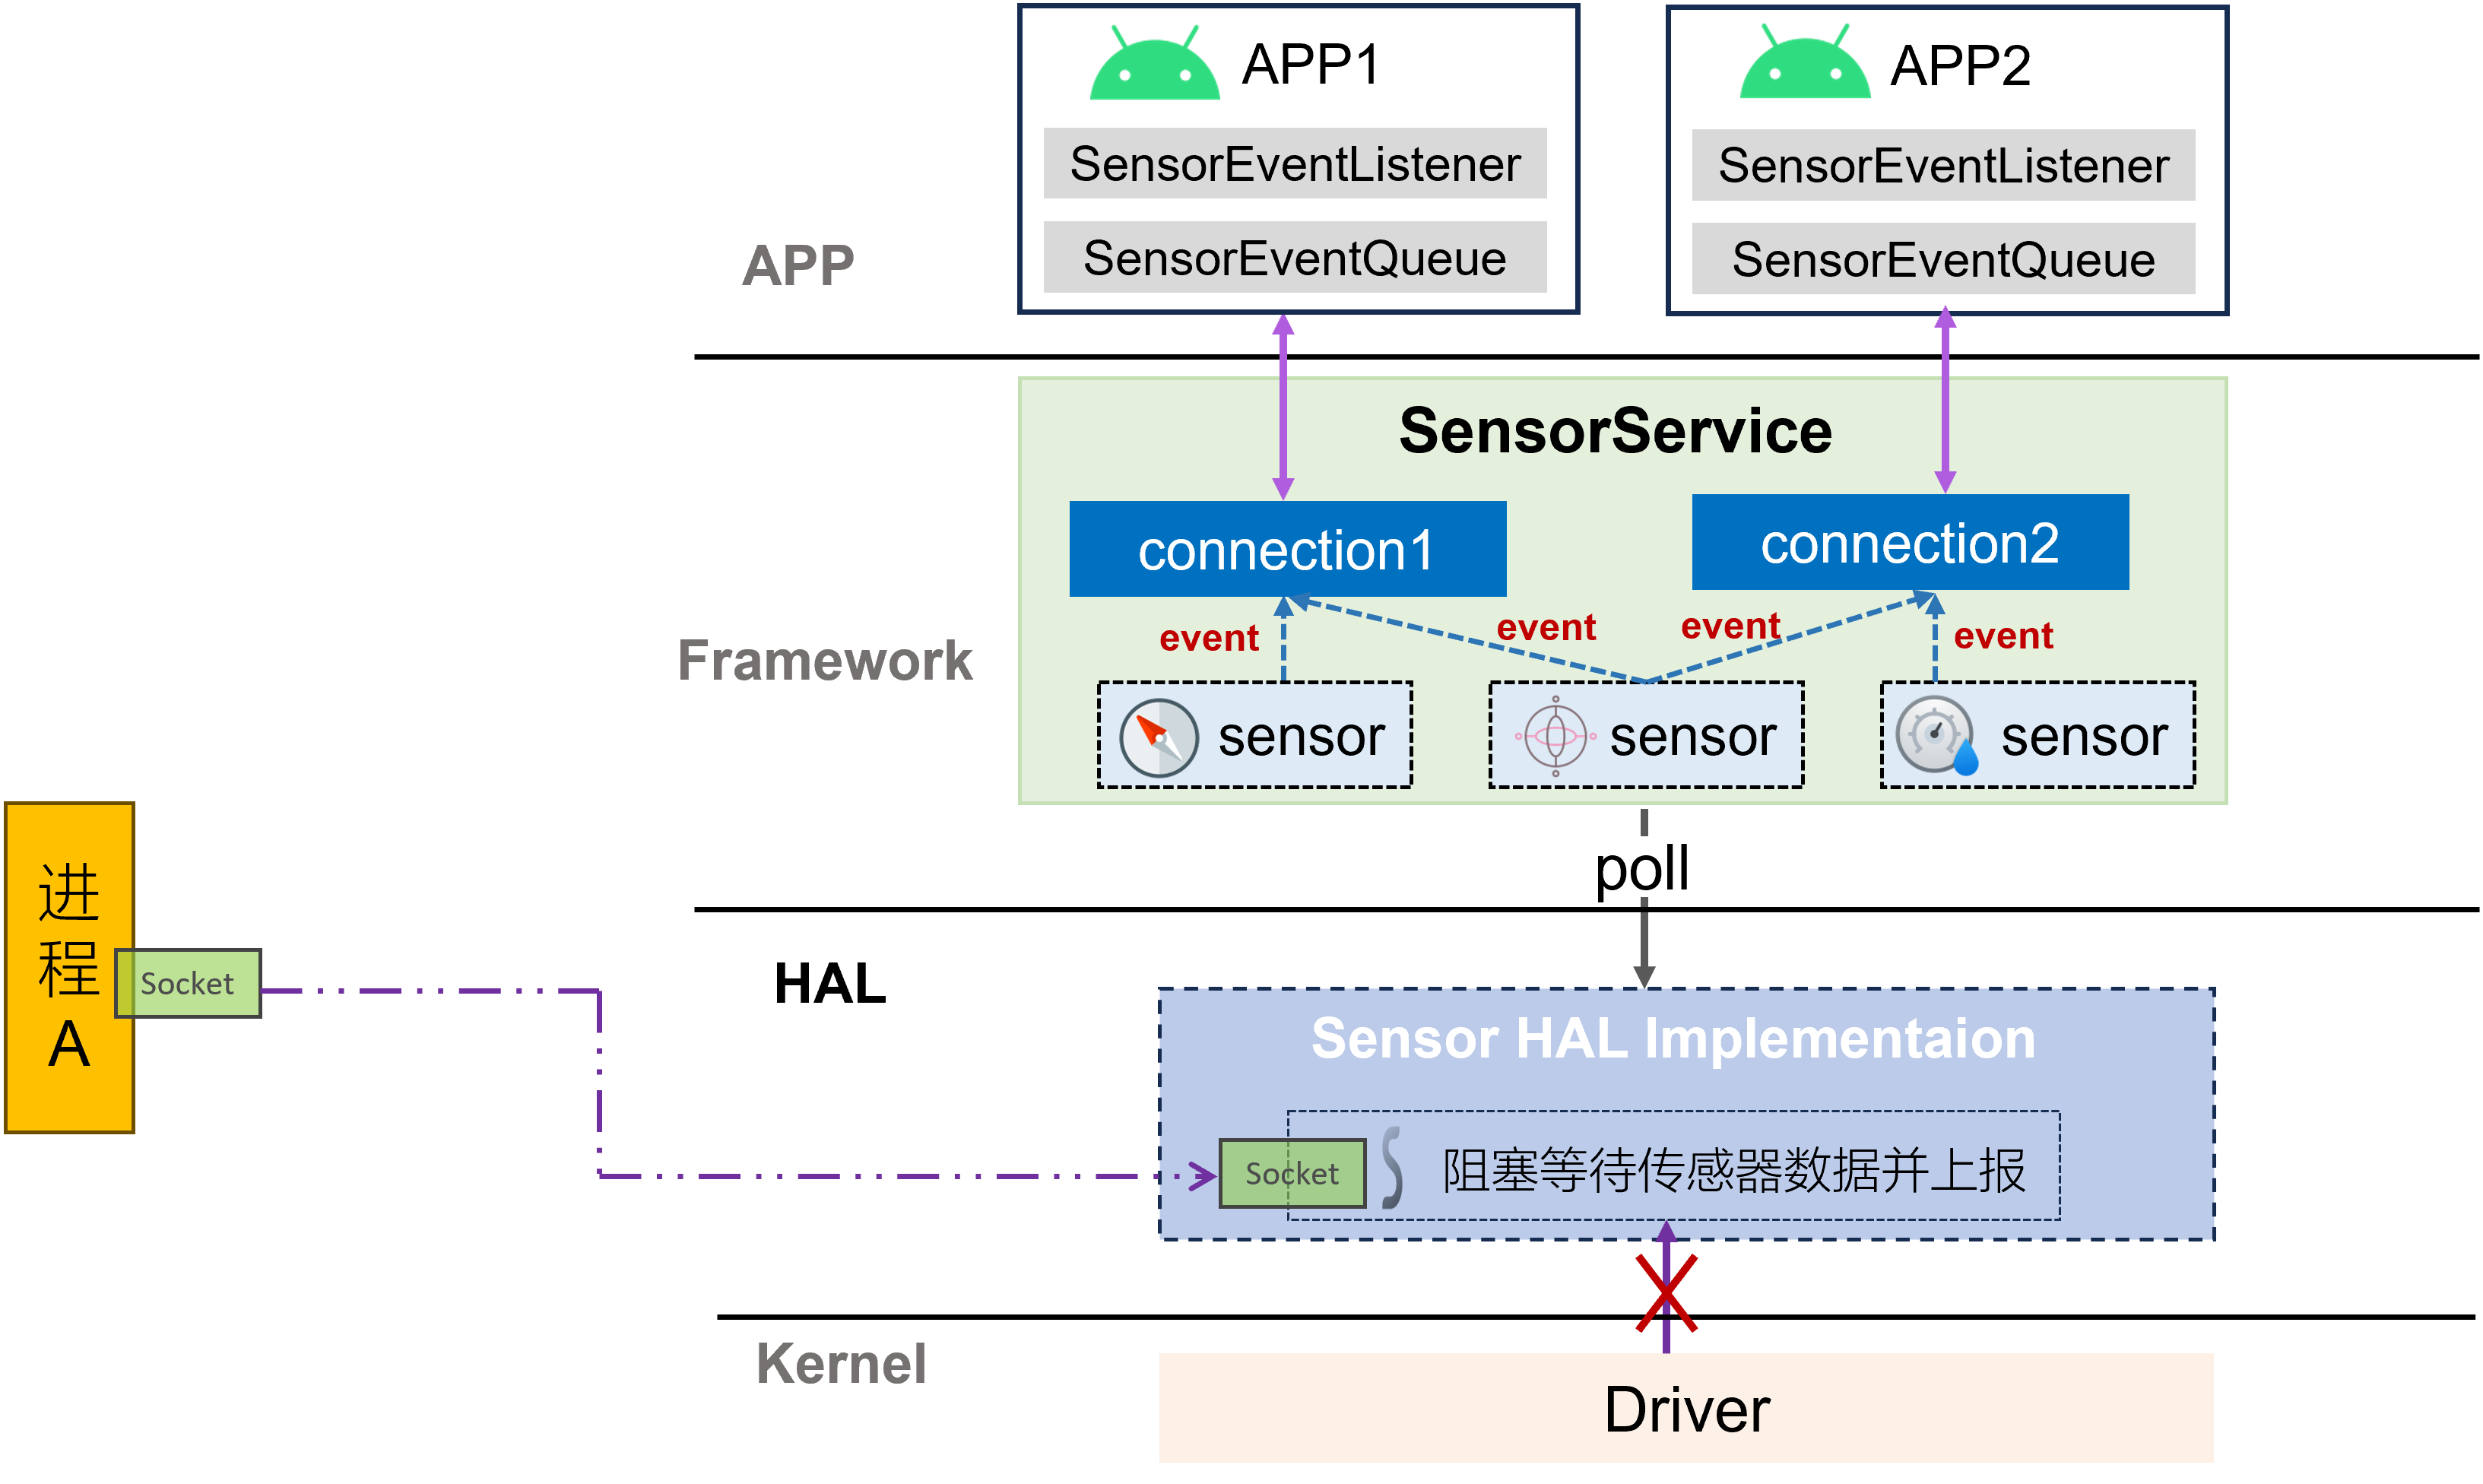 APP1
SensorEventListener
SensorEventQueue
APP2
SensorEventListener
SensorEventQueue
APP
SensorService
connection1
connection2
event
event
event
event
Framework
sensor
sensor
sensor
poll
进
程
A
Socket
HAL
Sensor HAL Implementaion
Socket
阻塞等待传感器数据并上报
Kernel
Driver